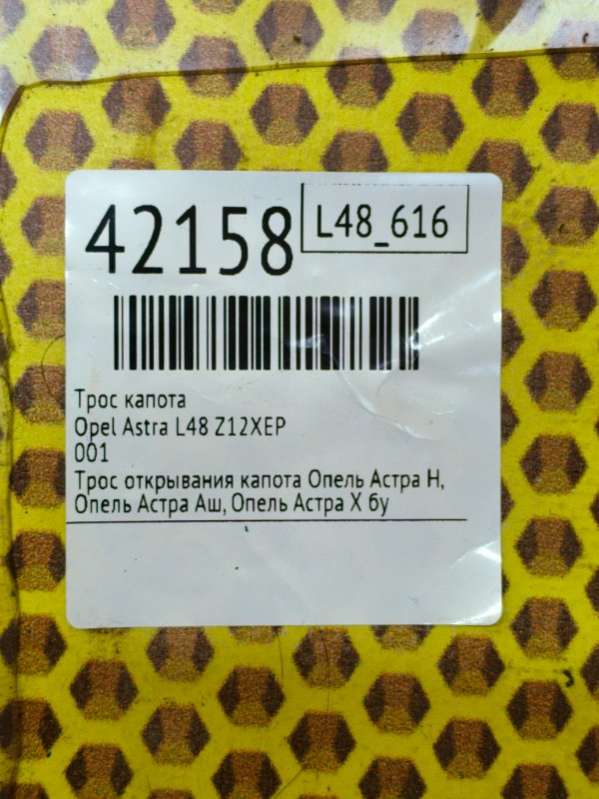 42158
L48_616
Трос капота
Opel Astra L48 Z12XEP
001
Трос открывания капота Опель Астра Н,
Опель Астра Аш, Опель Астра Х бу